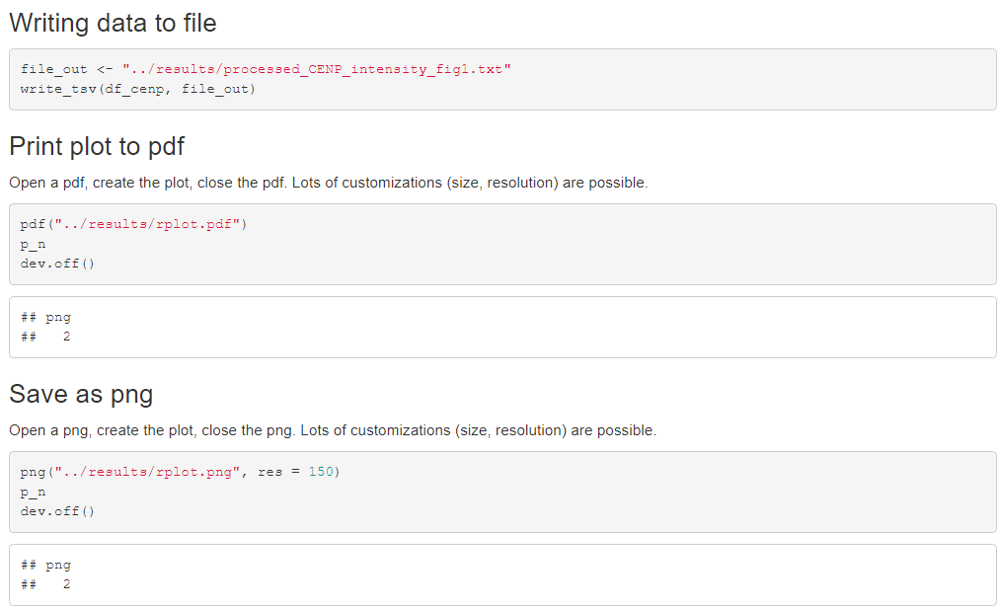 Writing data to file
file_out <- "../results/processed_CENP_intensity_fig1.txt"
write_tsv(df_cenp, file_out)
Print plot to pdf
Open a pdf, create the plot, close the pdf. Lots of customizations (size, resolution) are possible.
pdf("../results/rplot.pdf")
p_n
dev.off()
## png
##   2
Save as png
Open a png, create the plot, close the png. Lots of customizations (size, resolution) are possible.
png("../results/rplot.png", res = 150)
p_n
dev.off()
## png
##   2